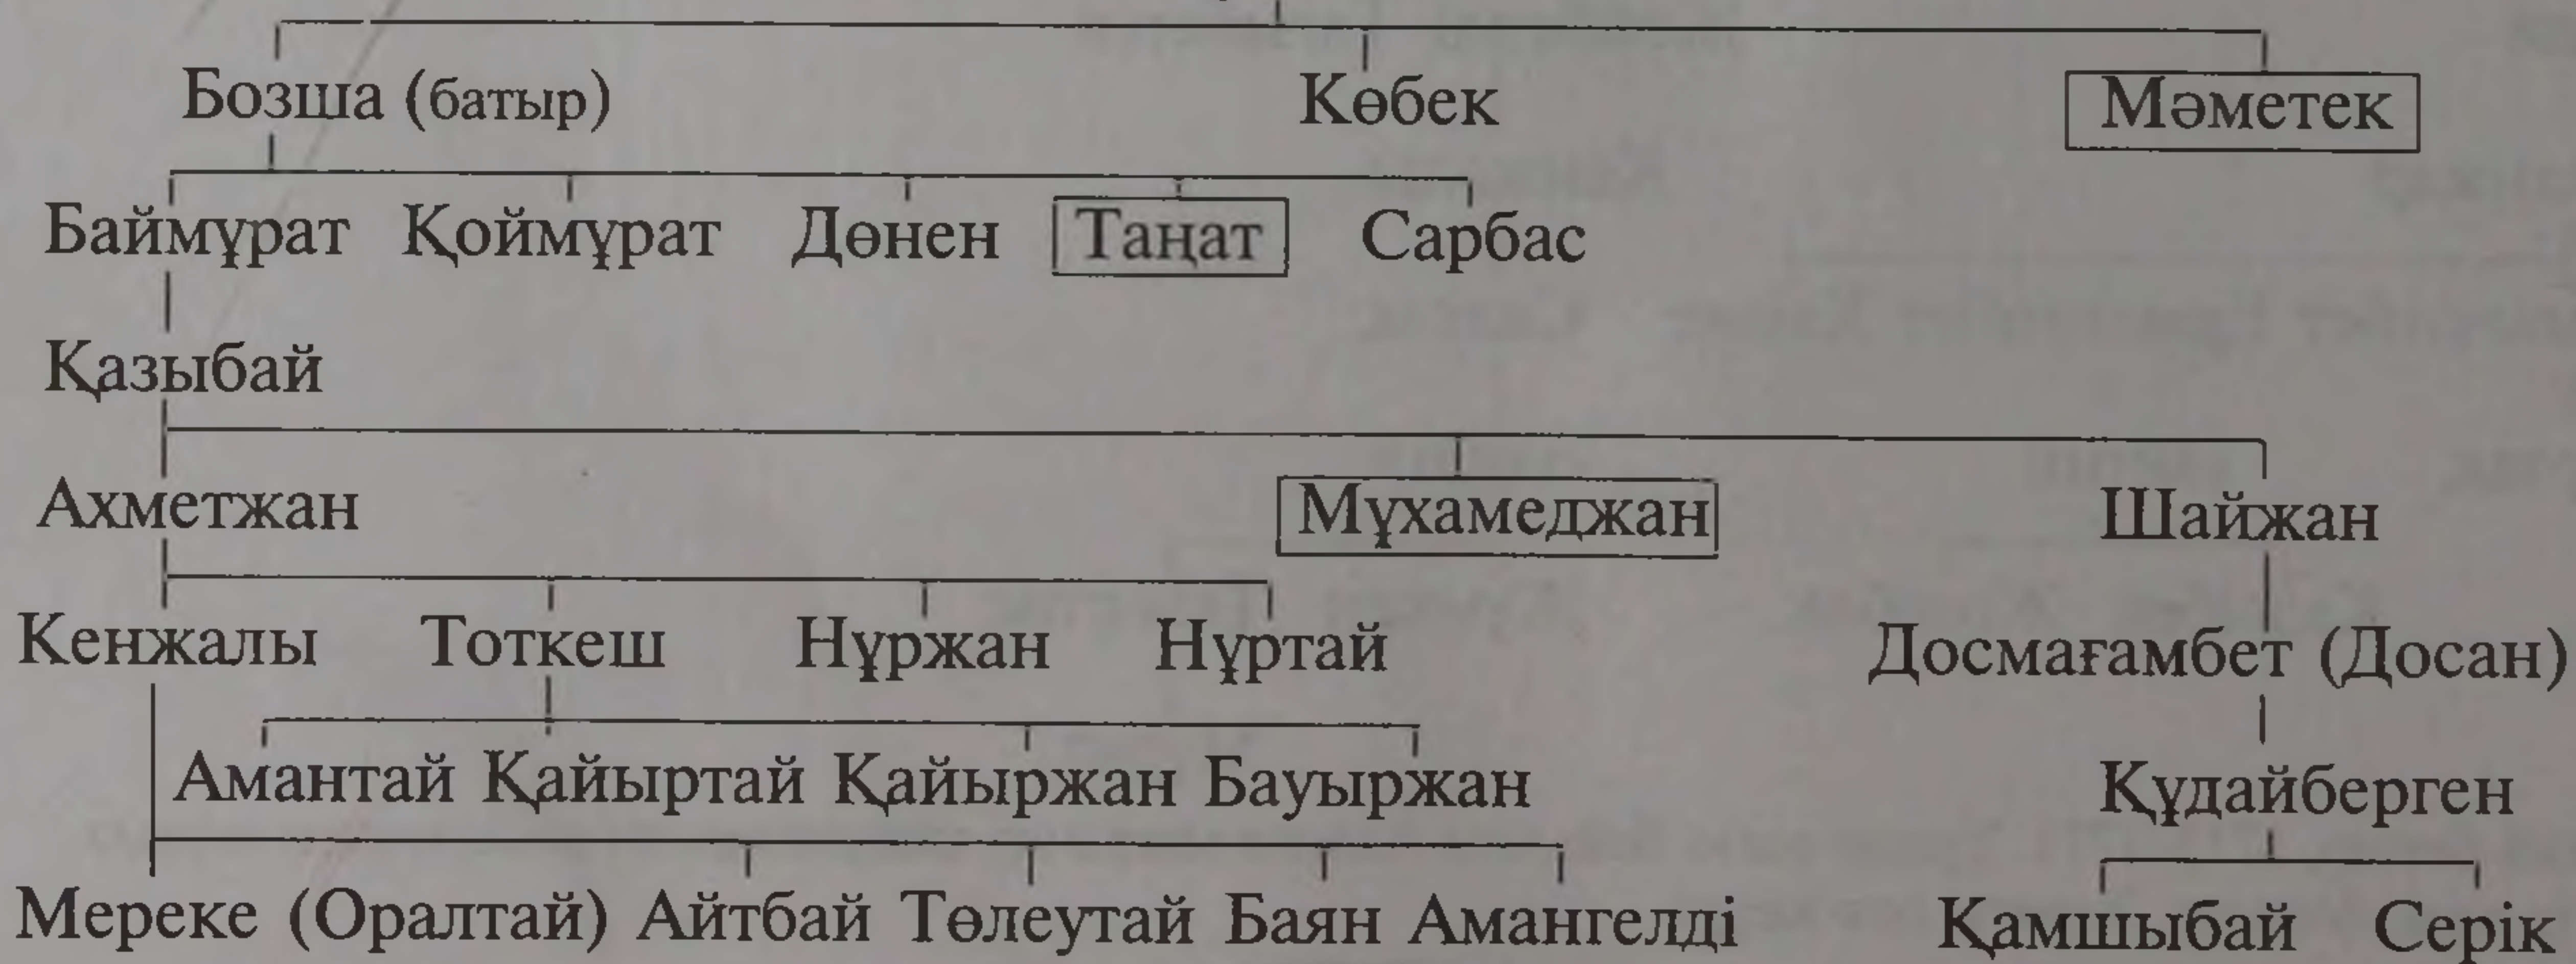 Бозша (батыр) Көбек Мәметек
Баймұрат Қоймұрат Дөнен Таңат Сарбас
Қазыбай
Ахметжан Мұхамеджан Шайжан
Кенжалы Тоткеш Нұржан Нұртай Досмағамбет (Досан)
Амантай Қайыртай Қайыржан Бауыржан Құдайберген
Мереке (Оралтай) Айтбай Төлеутай Баян Амангелді Қамшыбай Серік